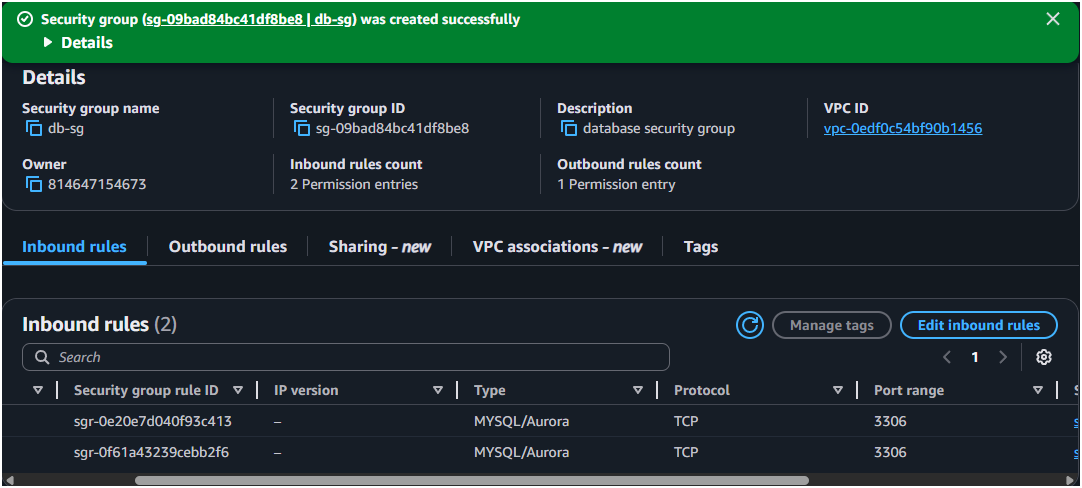 Security group (sg-09bad84bc41df8be8 | db-sg) was created successfully
Details
Details
Security group name
db-sg
Security group ID
sg-09bad84bc41df8be8
Description
database security group
VPC ID
vpc-0edf0c54bf90b1456
Owner
814647154673
Inbound rules count
2 Permission entries
Outbound rules count
1 Permission entry
Inbound rules Outbound rules Sharing - new VPC associations - new Tags
Inbound rules (2)
Manage tags Edit inbound rules
Search
1
Security group rule ID IP version Type Protocol Port range
sgr-0e20e7d040f93c413 – MYSQL/Aurora TCP 3306
sgr-0f61a43239cebb2f6 – MYSQL/Aurora TCP 3306